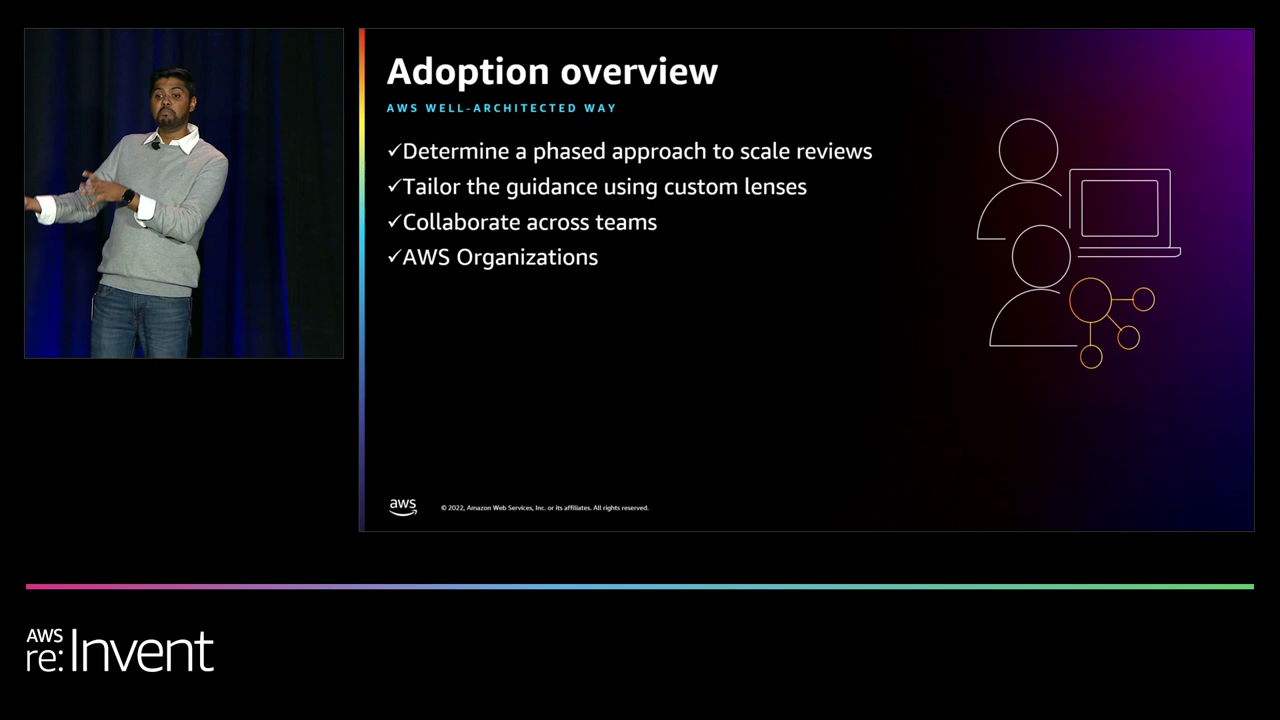 Adoption overview
AWS WELL-ARCHITECTED WAY
✓Determine a phased approach to scale reviews
✓Tailor the guidance using custom lenses
✓Collaborate across teams
✓AWS Organizations
aws
© 2022, Amazon Web Services, Inc. or its affiliates. All rights reserved.
AWS
re:Invent